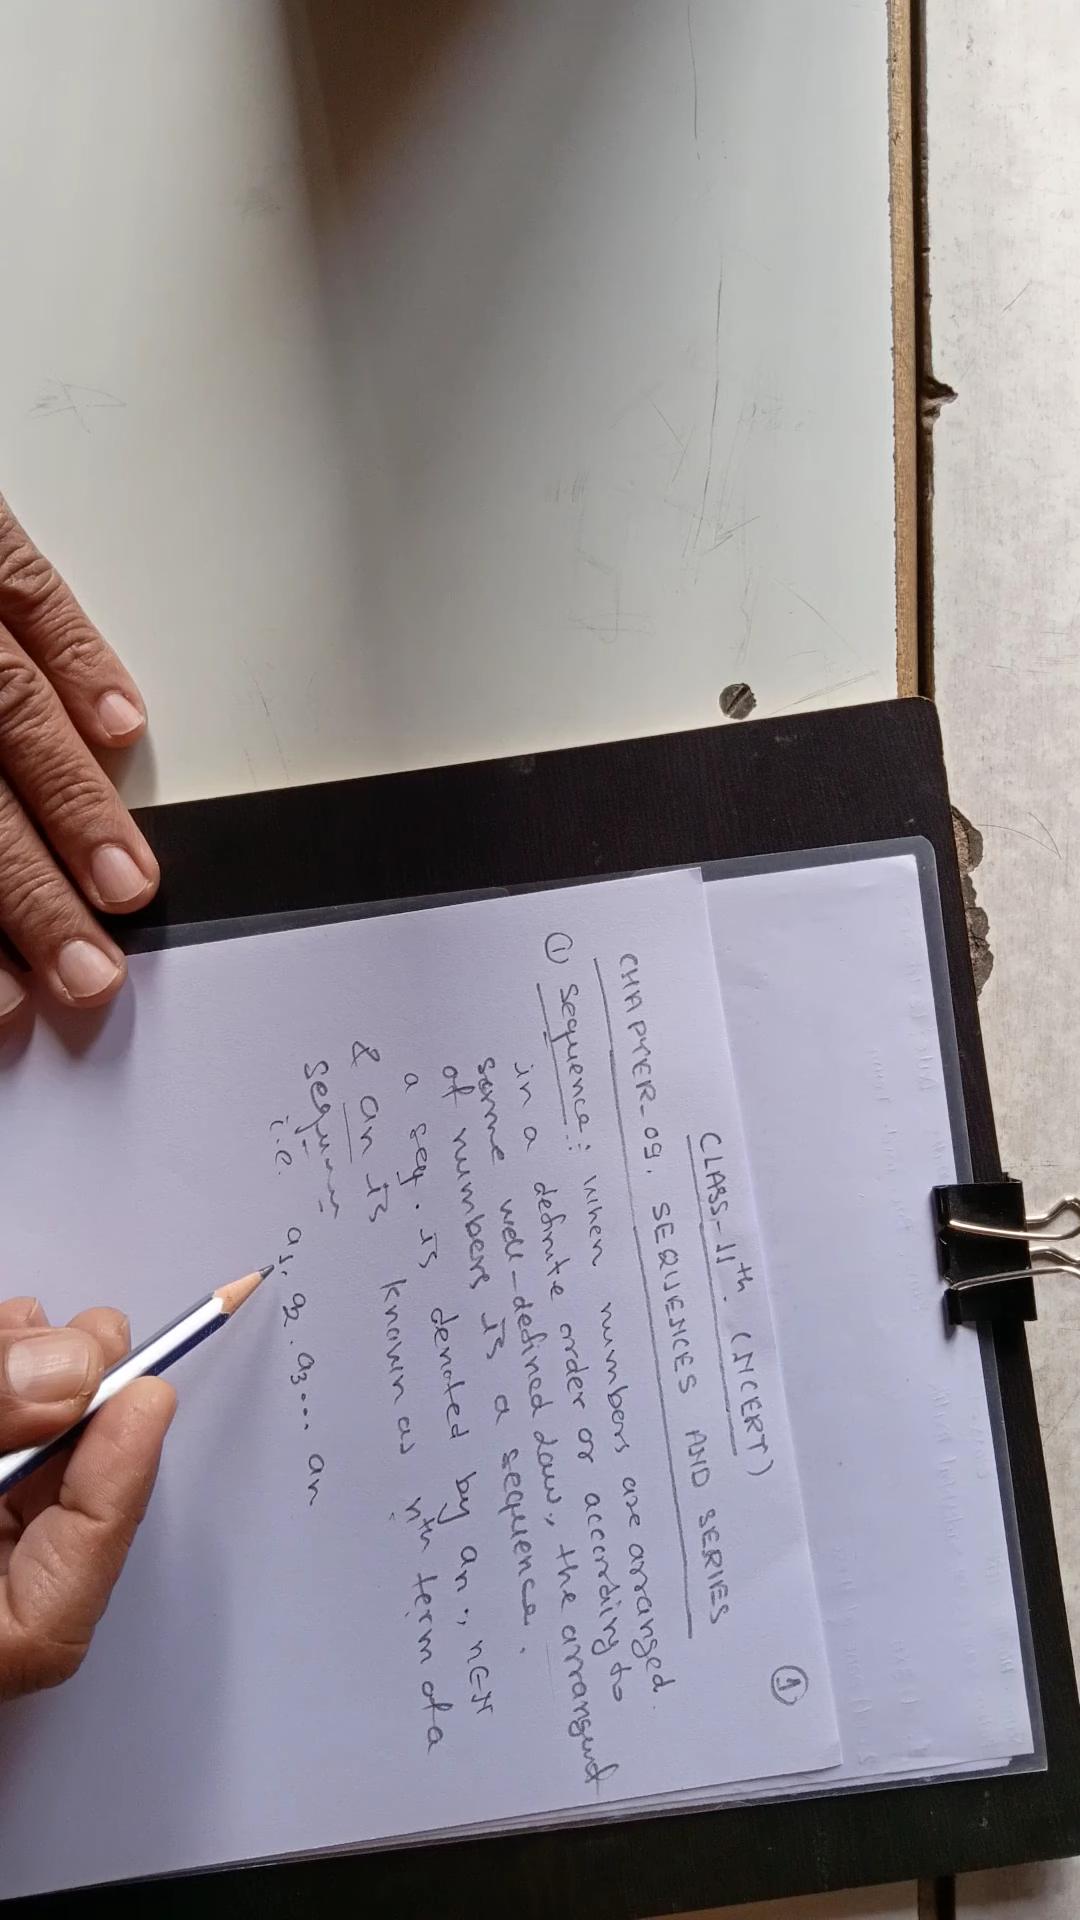 ①
CLASS-11th. (NCERT)
CHAPTER-09. SEQUENCES AND SERIES
① Sequence: When numbers are arranged.
in a definite order or according to
some well-defined law, the arrangemt
of numbers is a sequence.
a seq. is denoted by an., n∈N
& an is known as nth term of a
i.e. a1, a2. a3... an